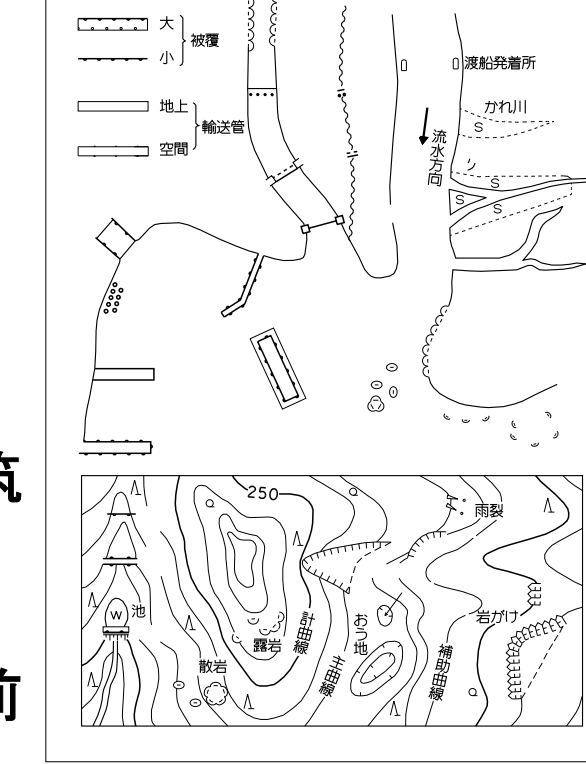 大
小
被覆
地上
空間
輸送管
渡船発着所
かれ川
S
流水方向
り
S
S
S
250
雨裂
W
池
岩がけ
計曲線
おう地
露岩
主曲線
補助曲線
散岩